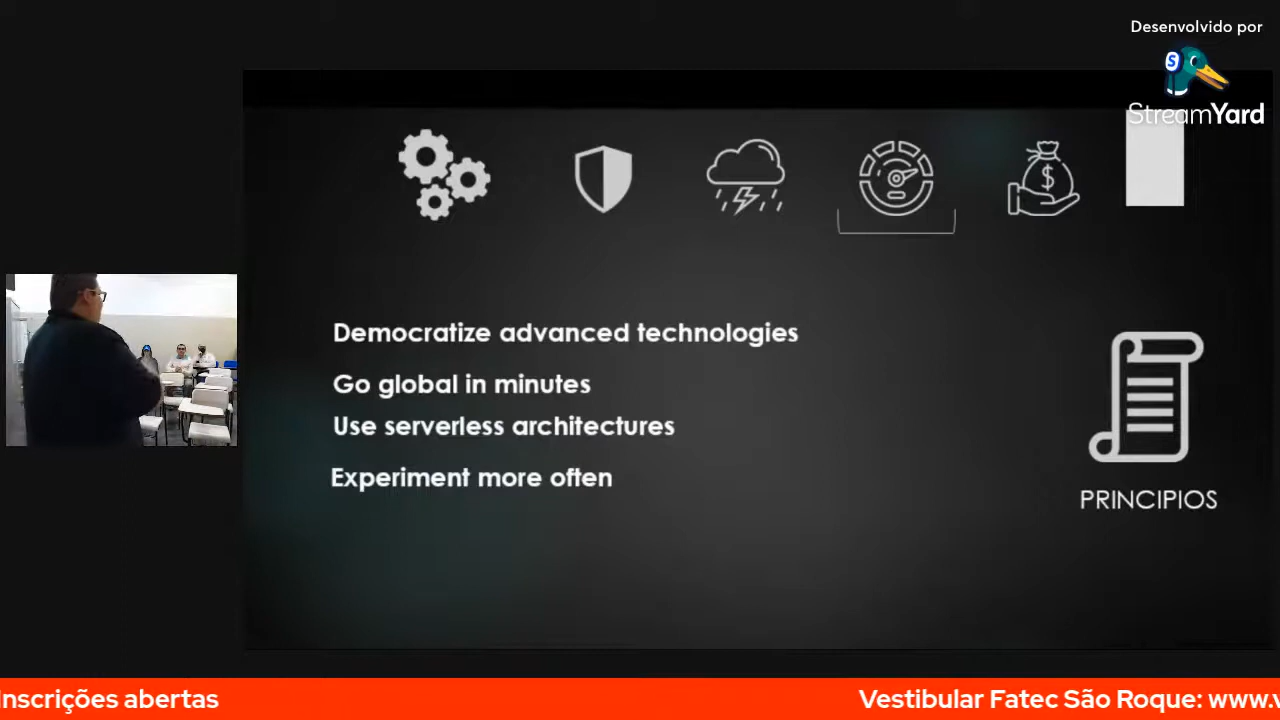 Desenvolvido por
StreamYard
$
Democratize advanced technologies
Go global in minutes
Use serverless architectures
Experiment more often
PRINCIPIOS
Inscrições abertas
Vestibular Fatec São Roque: www.v